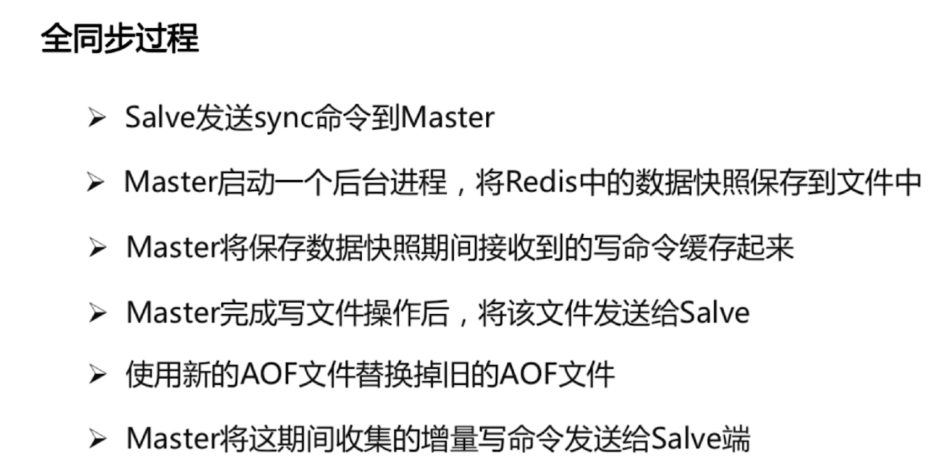 全同步过程
➢ Salve发送sync命令到Master
➢ Master启动一个后台进程，将Redis中的数据快照保存到文件中
➢ Master将保存数据快照期间接收到的写命令缓存起来
➢ Master完成写文件操作后，将该文件发送给Salve
➢ 使用新的AOF文件替换掉旧的AOF文件
➢ Master将这期间收集的增量写命令发送给Salve端